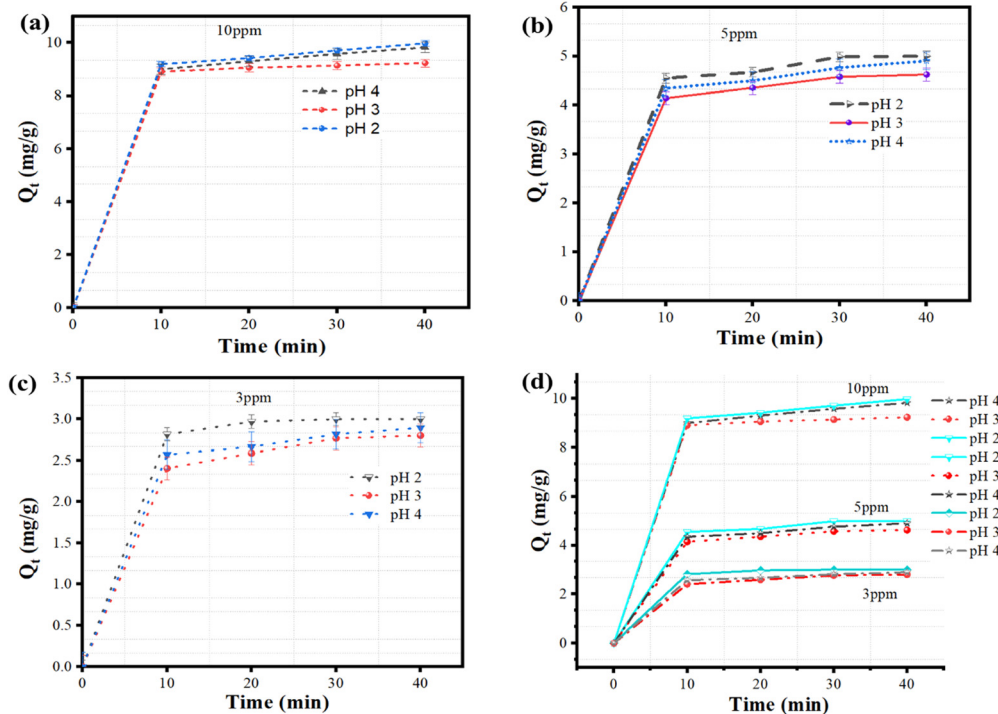 (a)
10ppm
10
8
6
4
2
0
Qt (mg/g)
pH 4
pH 3
pH 2
0 10 20 30 40
Time (min)
(b)
5ppm
6
5
4
3
2
1
0
Qt (mg/g)
pH 2
pH 3
pH 4
0 10 20 30 40
Time (min)
(c)
3ppm
3.5
3.0
2.5
2.0
1.5
1.0
0.5
0.0
Qt (mg/g)
pH 2
pH 3
pH 4
0 10 20 30 40
Time (min)
(d)
10ppm
5ppm
3ppm
10
8
6
4
2
0
Qt (mg/g)
pH 4
pH 3
pH 2
pH 2
pH 3
pH 4
pH 2
pH 3
pH 4
0 10 20 30 40
Time (min)